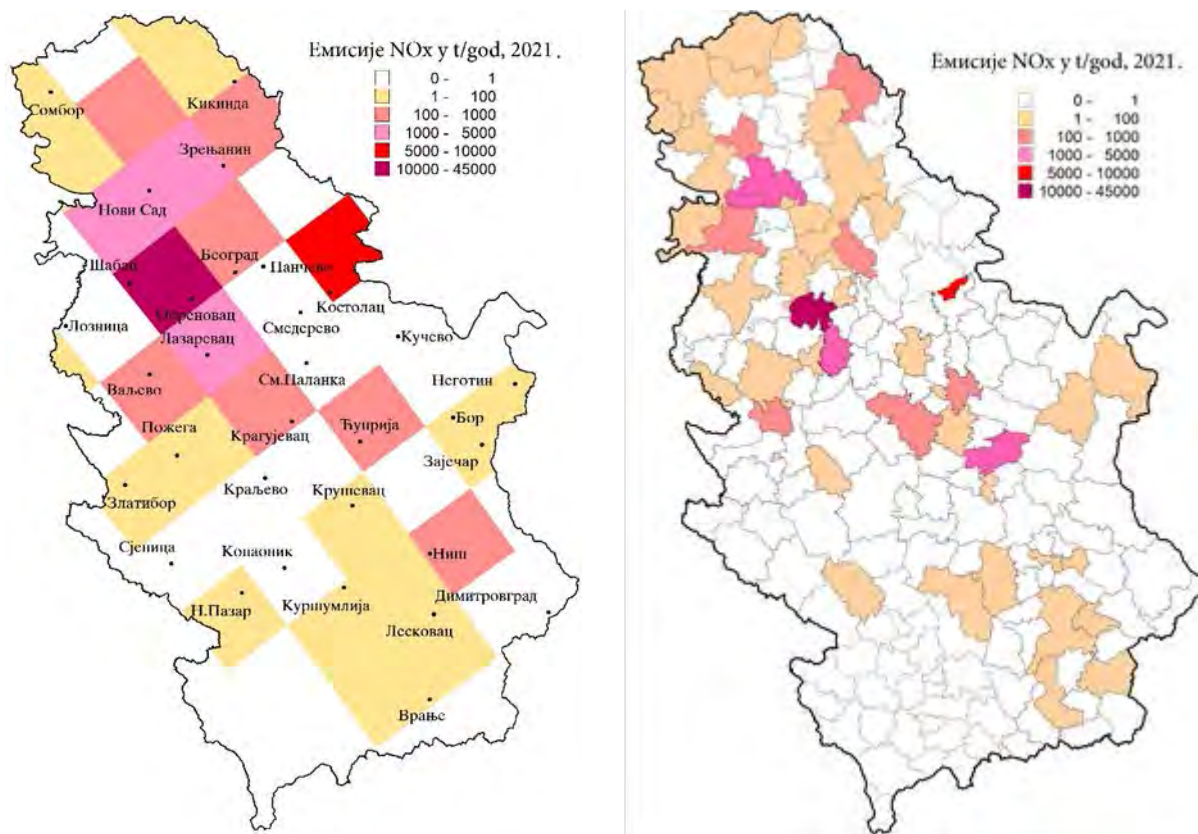 Емисије NOx у t/год, 2021.
0 - 1
1 - 100
100 - 1000
1000 - 5000
5000 - 10000
10000 - 45000
Сомбор
Кикинда
Зрењанин
Нови Сад
Београд
Панчево
Шабац
Обреновац
Костолац
Лозница
Смедерево
Лазаревац
Кучево
Ваљево
См.Паланка
Неготин
Бор
Пожега
Крагујевац
Ћуприја
Зајечар
Златибор
Краљево
Крушевац
Сјеница
Копаоник
Ниш
Н.Пазар
Куршумлија
Димитровград
Лесковац
Врање
Емисије NOx у t/год, 2021.
0 - 1
1 - 100
100 - 1000
1000 - 5000
5000 - 10000
10000 - 45000